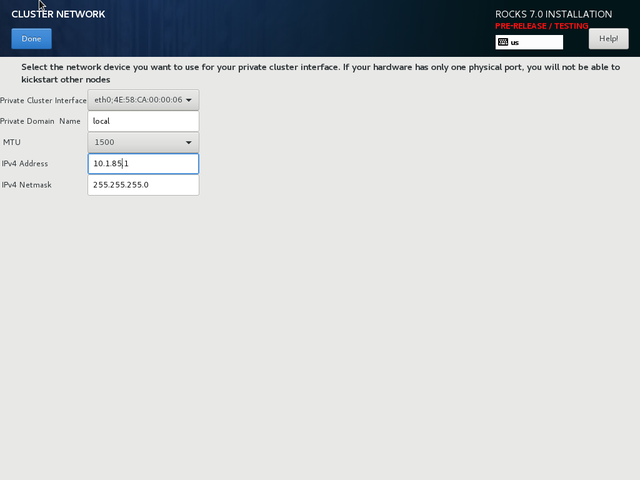 CLUSTER NETWORK
ROCKS 7.0 INSTALLATION
PRE-RELEASE / TESTING
Done
us
Help!
Select the network device you want to use for your private cluster interface. If your hardware has only one physical port, you will not be able to
kickstart other nodes
Private Cluster Interface eth0;4E:58:CA:00:00:06
Private Domain Name local
MTU 1500
IPv4 Address 10.1.85.1
IPv4 Netmask 255.255.255.0